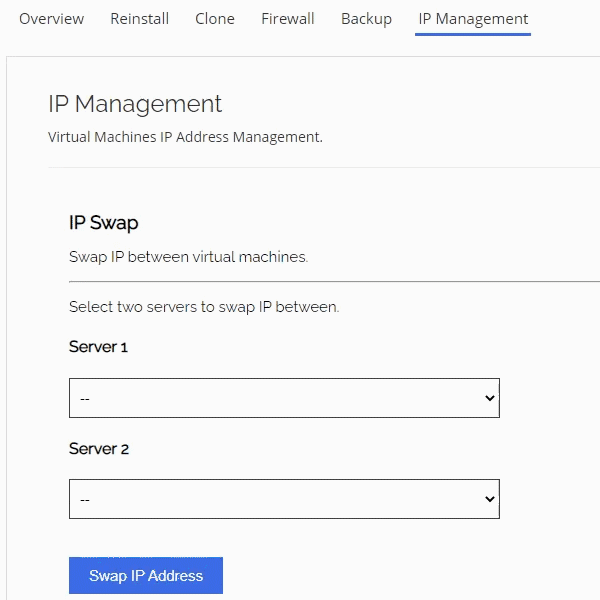 Overview Reinstall Clone Firewall Backup IP Management
IP Management
Virtual Machines IP Address Management.
IP Swap
Swap IP between virtual machines.
Select two servers to swap IP between.
Server 1
--
Server 2
--
Swap IP Address